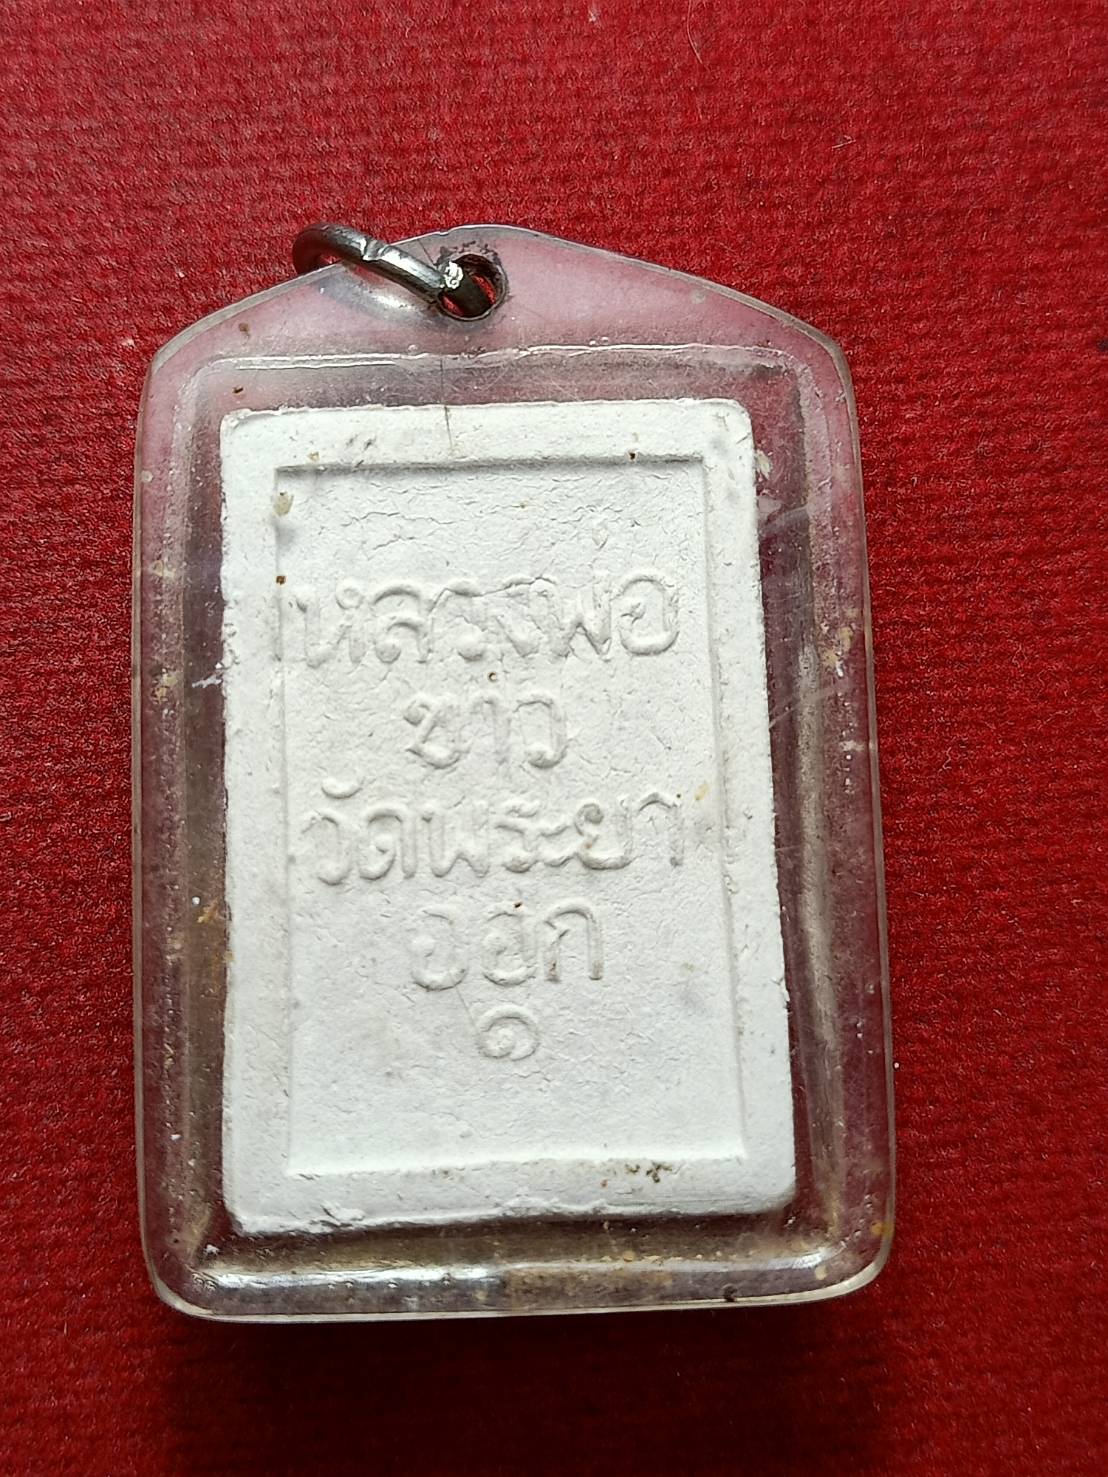 หลวงพ่อ
ขาว
วัดพระยา
ออก
๑